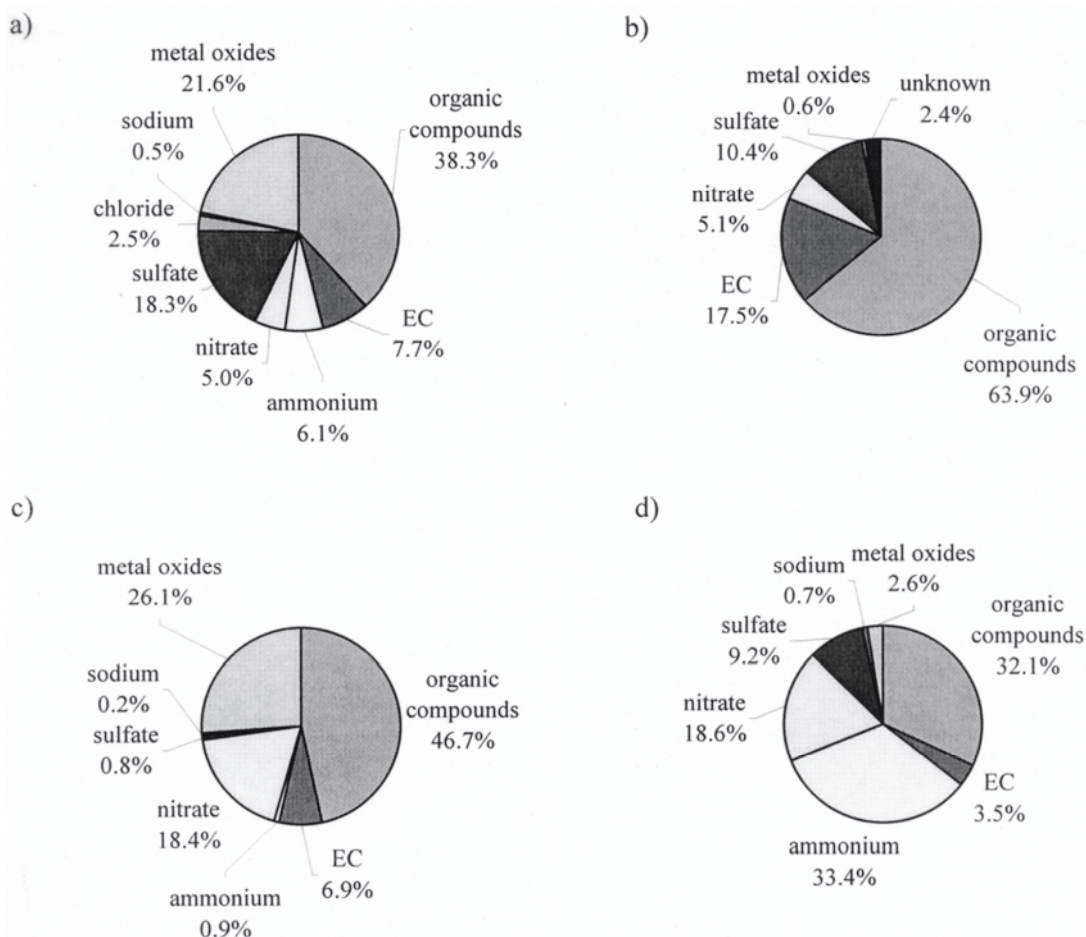 a)
metal oxides
21.6%
organic
compounds
38.3%
sodium
0.5%
chloride
2.5%
sulfate
18.3%
EC
7.7%
nitrate
5.0%
ammonium
6.1%
b)
metal oxides
0.6%
unknown
2.4%
sulfate
10.4%
nitrate
5.1%
EC
17.5%
organic
compounds
63.9%
c)
metal oxides
26.1%
organic
compounds
46.7%
sodium
0.2%
sulfate
0.8%
nitrate
18.4%
EC
6.9%
ammonium
0.9%
d)
sodium
0.7%
metal oxides
2.6%
organic
compounds
32.1%
sulfate
9.2%
nitrate
18.6%
EC
3.5%
ammonium
33.4%